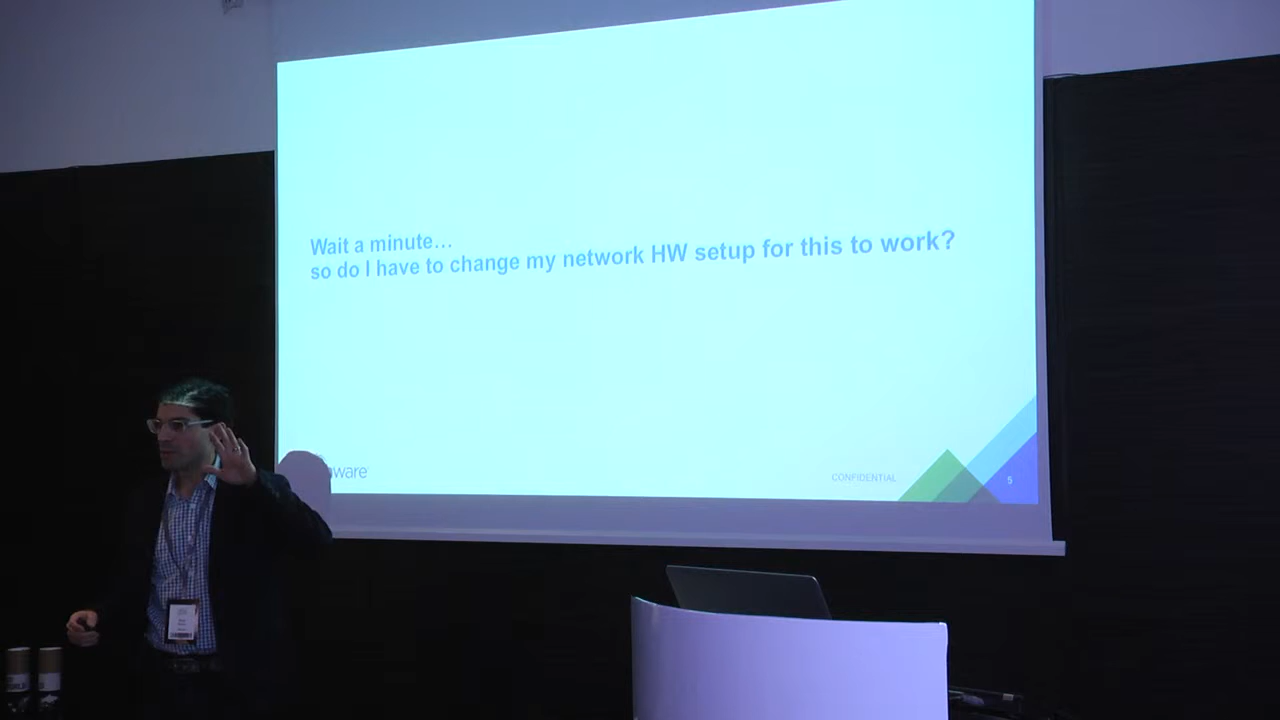 Wait a minute…
so do I have to change my network HW setup for this to work?
ware
CONFIDENTIAL
5